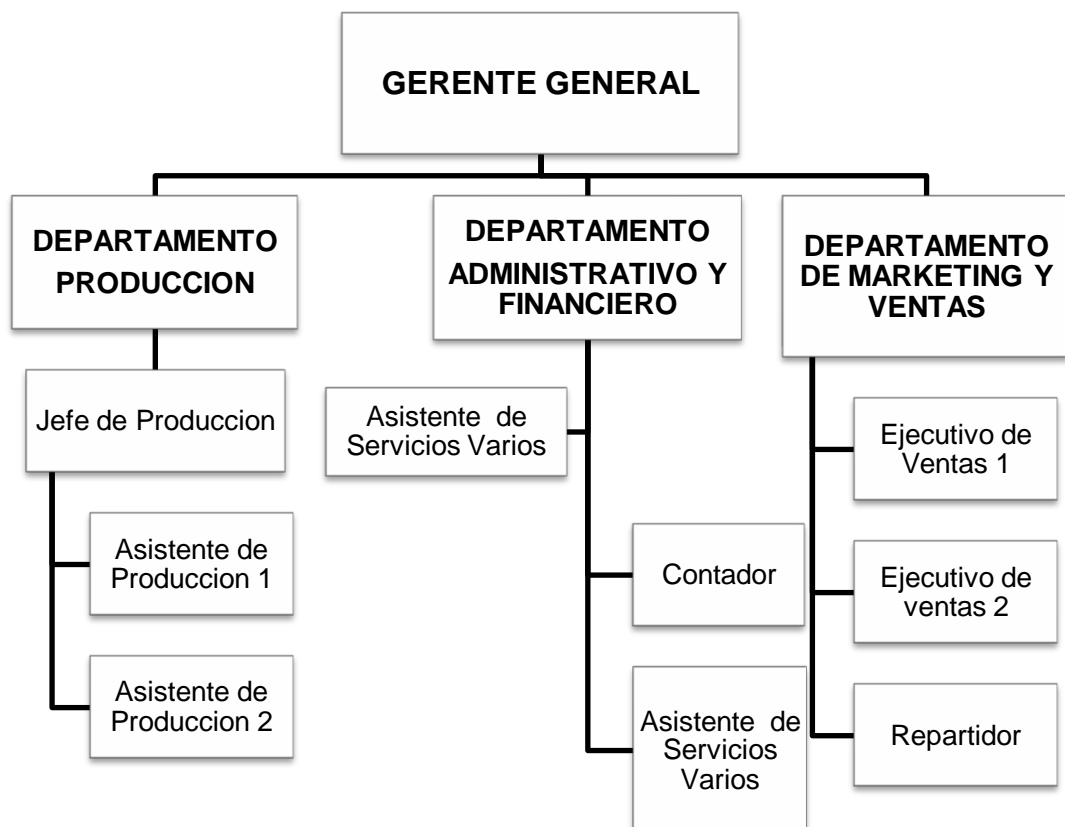 GERENTE GENERAL
DEPARTAMENTO
PRODUCCION
DEPARTAMENTO
ADMINISTRATIVO Y
FINANCIERO
DEPARTAMENTO
DE MARKETING Y
VENTAS
Jefe de Produccion
Asistente de
Produccion 1
Asistente de
Produccion 2
Asistente de
Servicios Varios
Contador
Asistente de
Servicios
Varios
Ejecutivo de
Ventas 1
Ejecutivo de
ventas 2
Repartidor